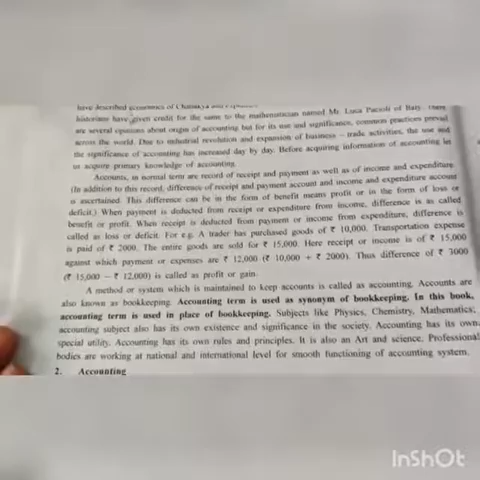 have described economics of Chanakya and
historians have given credit for the same to the mathematician named Mr. Luca Pacioli of Italy. There
are several opinions about origin of accounting but for its use and significance, common practices prevail
across the world. Due to industrial revolution and expansion of business – trade activities, the use and
the significance of accounting has increased day by day. Before acquiring information of accounting let
us acquire primary knowledge of accounting.
Accounts, in normal term are record of receipt and payment as well as of income and expenditure.
(In addition to this record, difference of receipt and payment account and income and expenditure account
is ascertained. This difference can be in the form of benefit means profit or in the form of loss or
deficit.) When payment is deducted from receipt or expenditure from income, difference is as called
benefit or profit. When receipt is deducted from payment or income from expenditure, difference is
called as loss or deficit. For e.g. A trader has purchased goods of ₹ 10,000. Transportation expense
is paid of ₹ 2000. The entire goods are sold for ₹ 15,000. Here receipt or income is of ₹ 15,000
against which payment or expenses are ₹ 12,000 (₹ 10,000 + ₹ 2000). Thus difference of ₹ 3000
(₹ 15,000 – ₹ 12,000) is called as profit or gain.
A method or system which is maintained to keep accounts is called as accounting. Accounts are
also known as bookkeeping. Accounting term is used as synonym of bookkeeping. In this book,
accounting term is used in place of bookkeeping. Subjects like Physics, Chemistry, Mathematics,
accounting subject also has its own existence and significance in the society. Accounting has its own
special utility. Accounting has its own rules and principles. It is also an Art and science. Professional
bodies are working at national and international level for smooth functioning of accounting system.
2. Accounting
InShOt